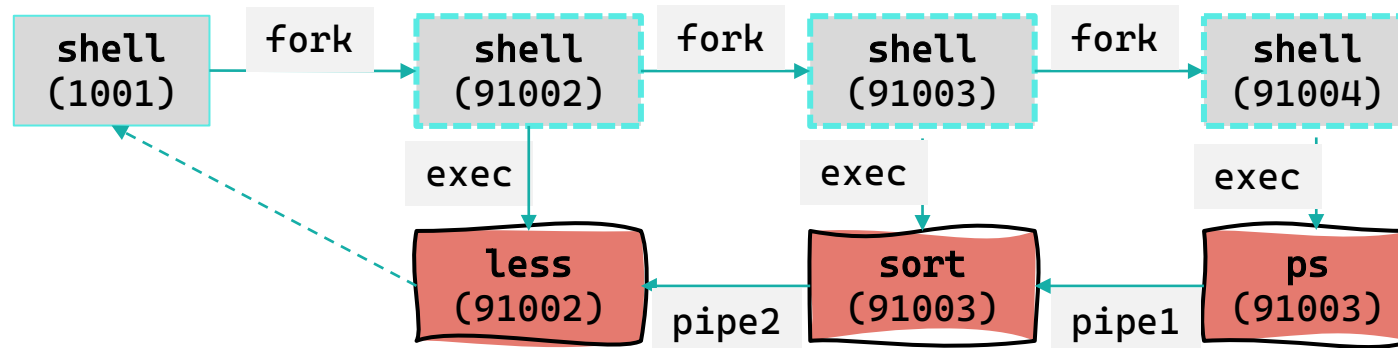 shell
(1001)
fork
shell
(91002)
fork
shell
(91003)
fork
shell
(91004)
exec
exec
exec
less
(91002)
pipe2
sort
(91003)
pipe1
ps
(91003)